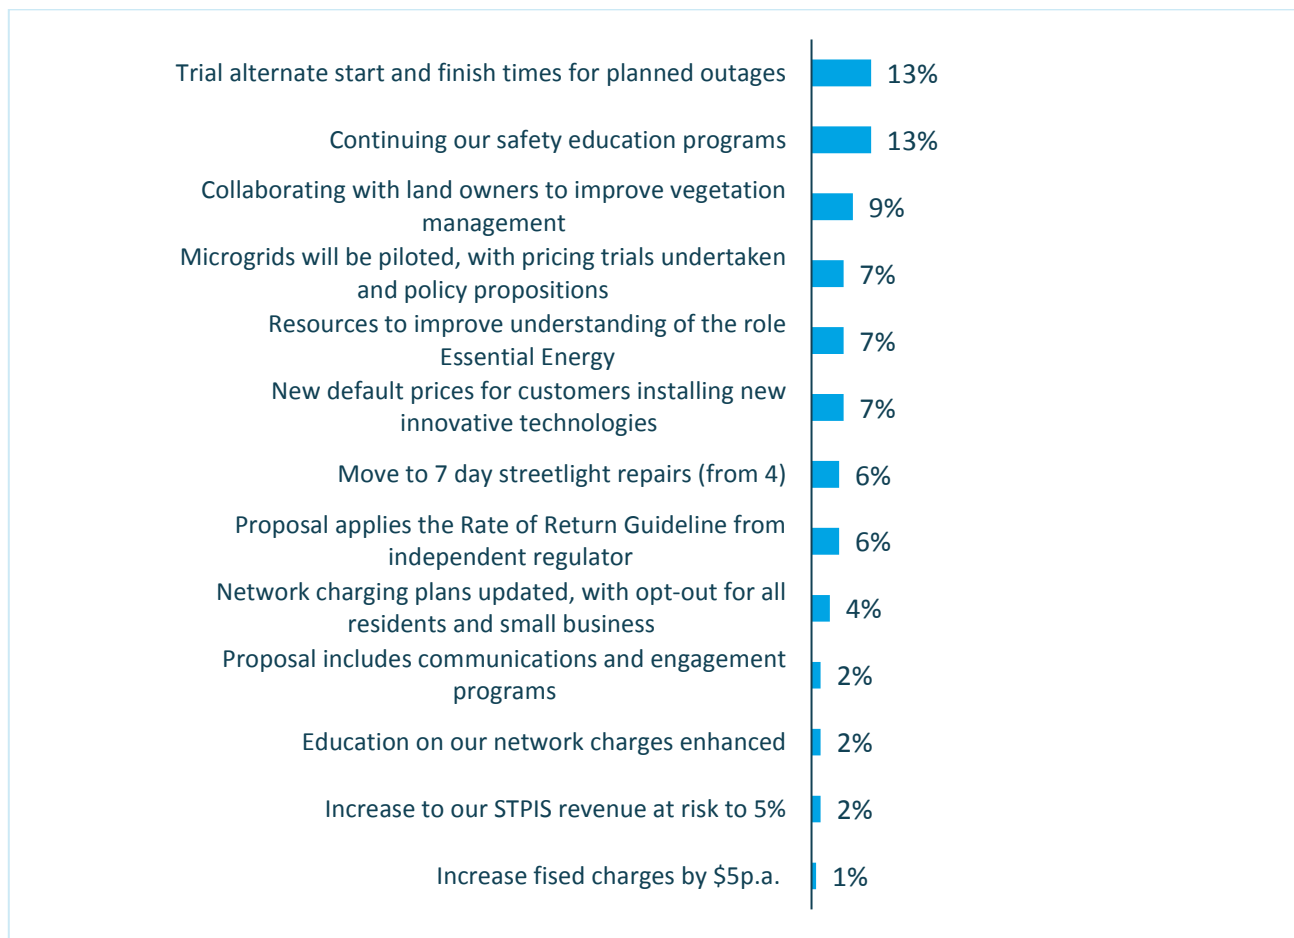 Trial alternate start and finish times for planned outages
13%
Continuing our safety education programs
13%
Collaborating with land owners to improve vegetation
management
9%
Microgrids will be piloted, with pricing trials undertaken
and policy propositions
7%
Resources to improve understanding of the role
Essential Energy
7%
New default prices for customers installing new
innovative technologies
7%
Move to 7 day streetlight repairs (from 4)
6%
Proposal applies the Rate of Return Guideline from
independent regulator
6%
Network charging plans updated, with opt-out for all
residents and small business
4%
Proposal includes communications and engagement
programs
2%
Education on our network charges enhanced
2%
Increase to our STPIS revenue at risk to 5%
2%
Increase fised charges by $5p.a.
1%